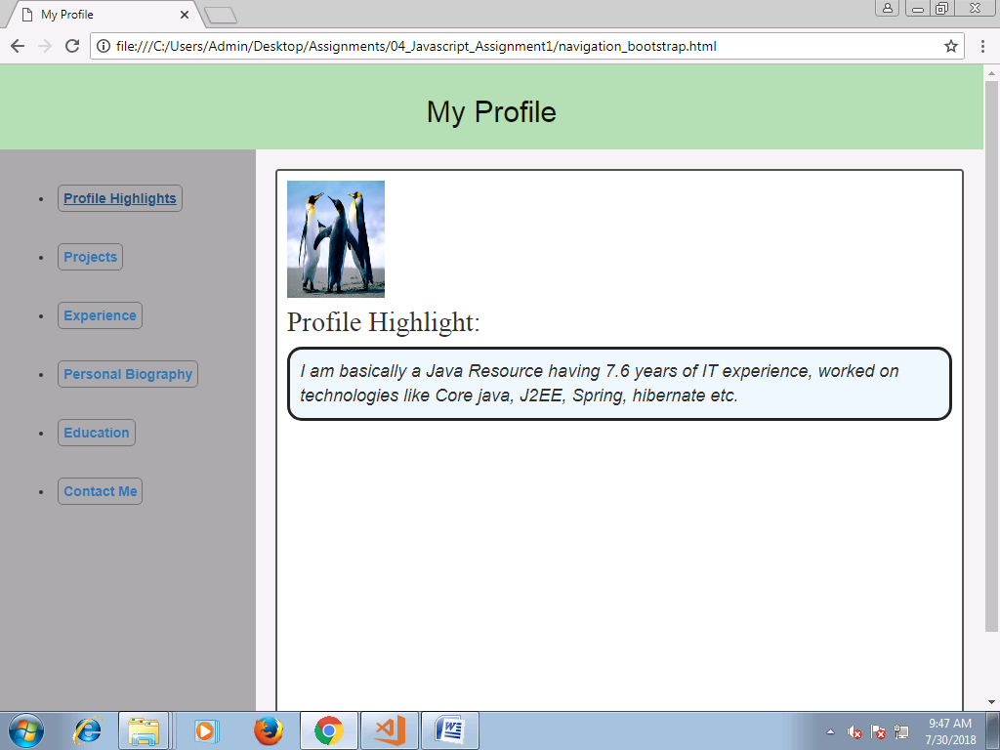 My Profile
file:///C:/Users/Admin/Desktop/Assignments/04_Javascript_Assignment1/navigation_bootstrap.html
My Profile
Profile Highlights
Projects
Experience
Personal Biography
Education
Contact Me
Profile Highlight:
I am basically a Java Resource having 7.6 years of IT experience, worked on
technologies like Core java, J2EE, Spring, hibernate etc.
9:47 AM
7/30/2018